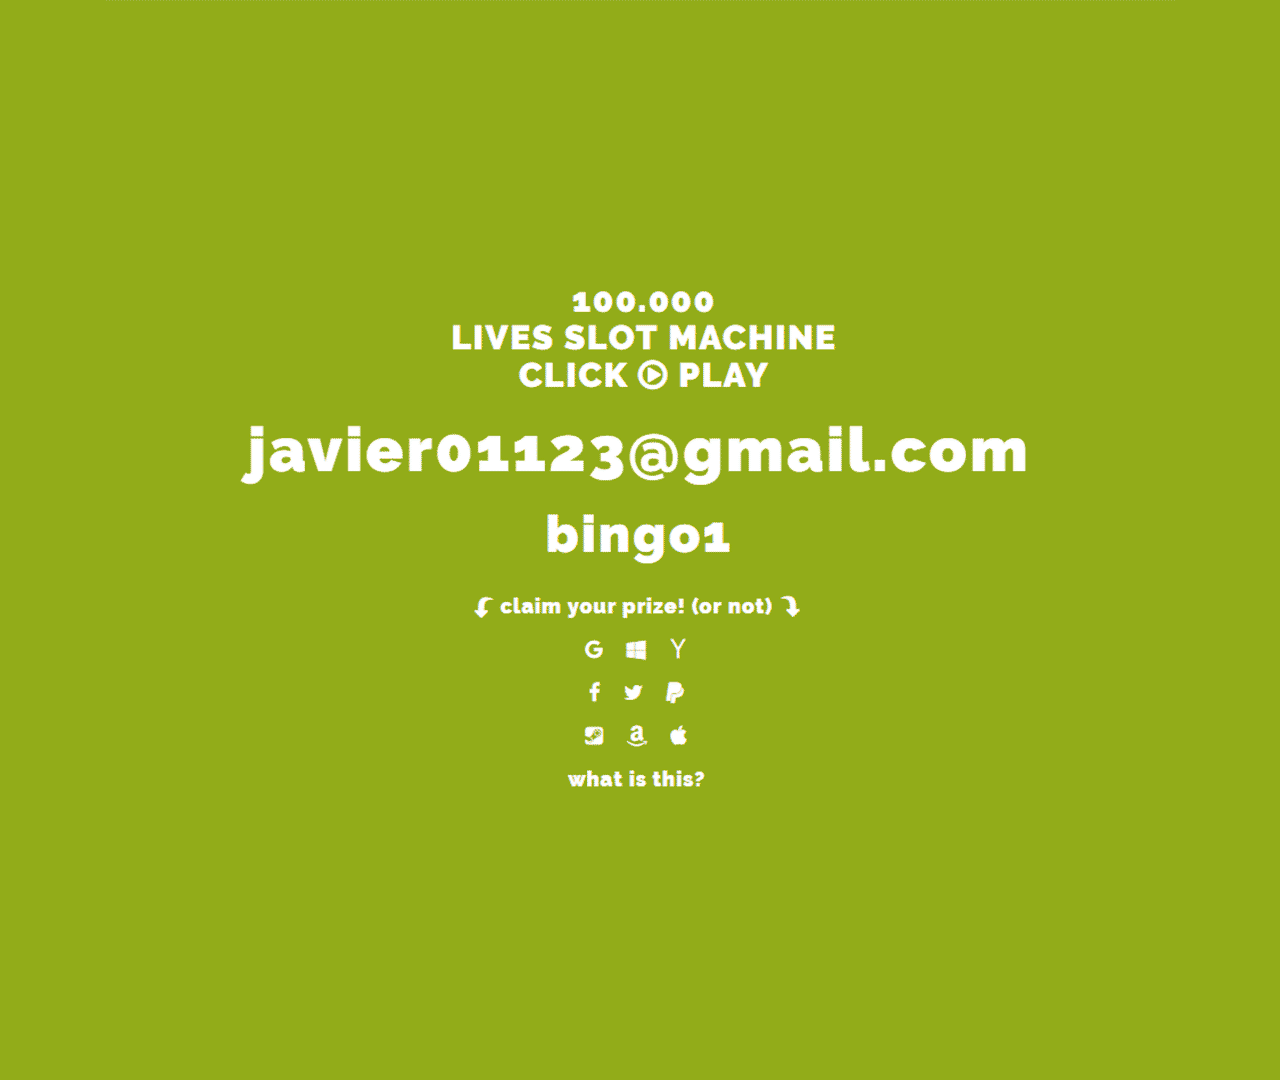 100.000
LIVES SLOT MACHINE
CLICK PLAY
javier01123@gmail.com
bingo1
claim your prize! (or not)
what is this?